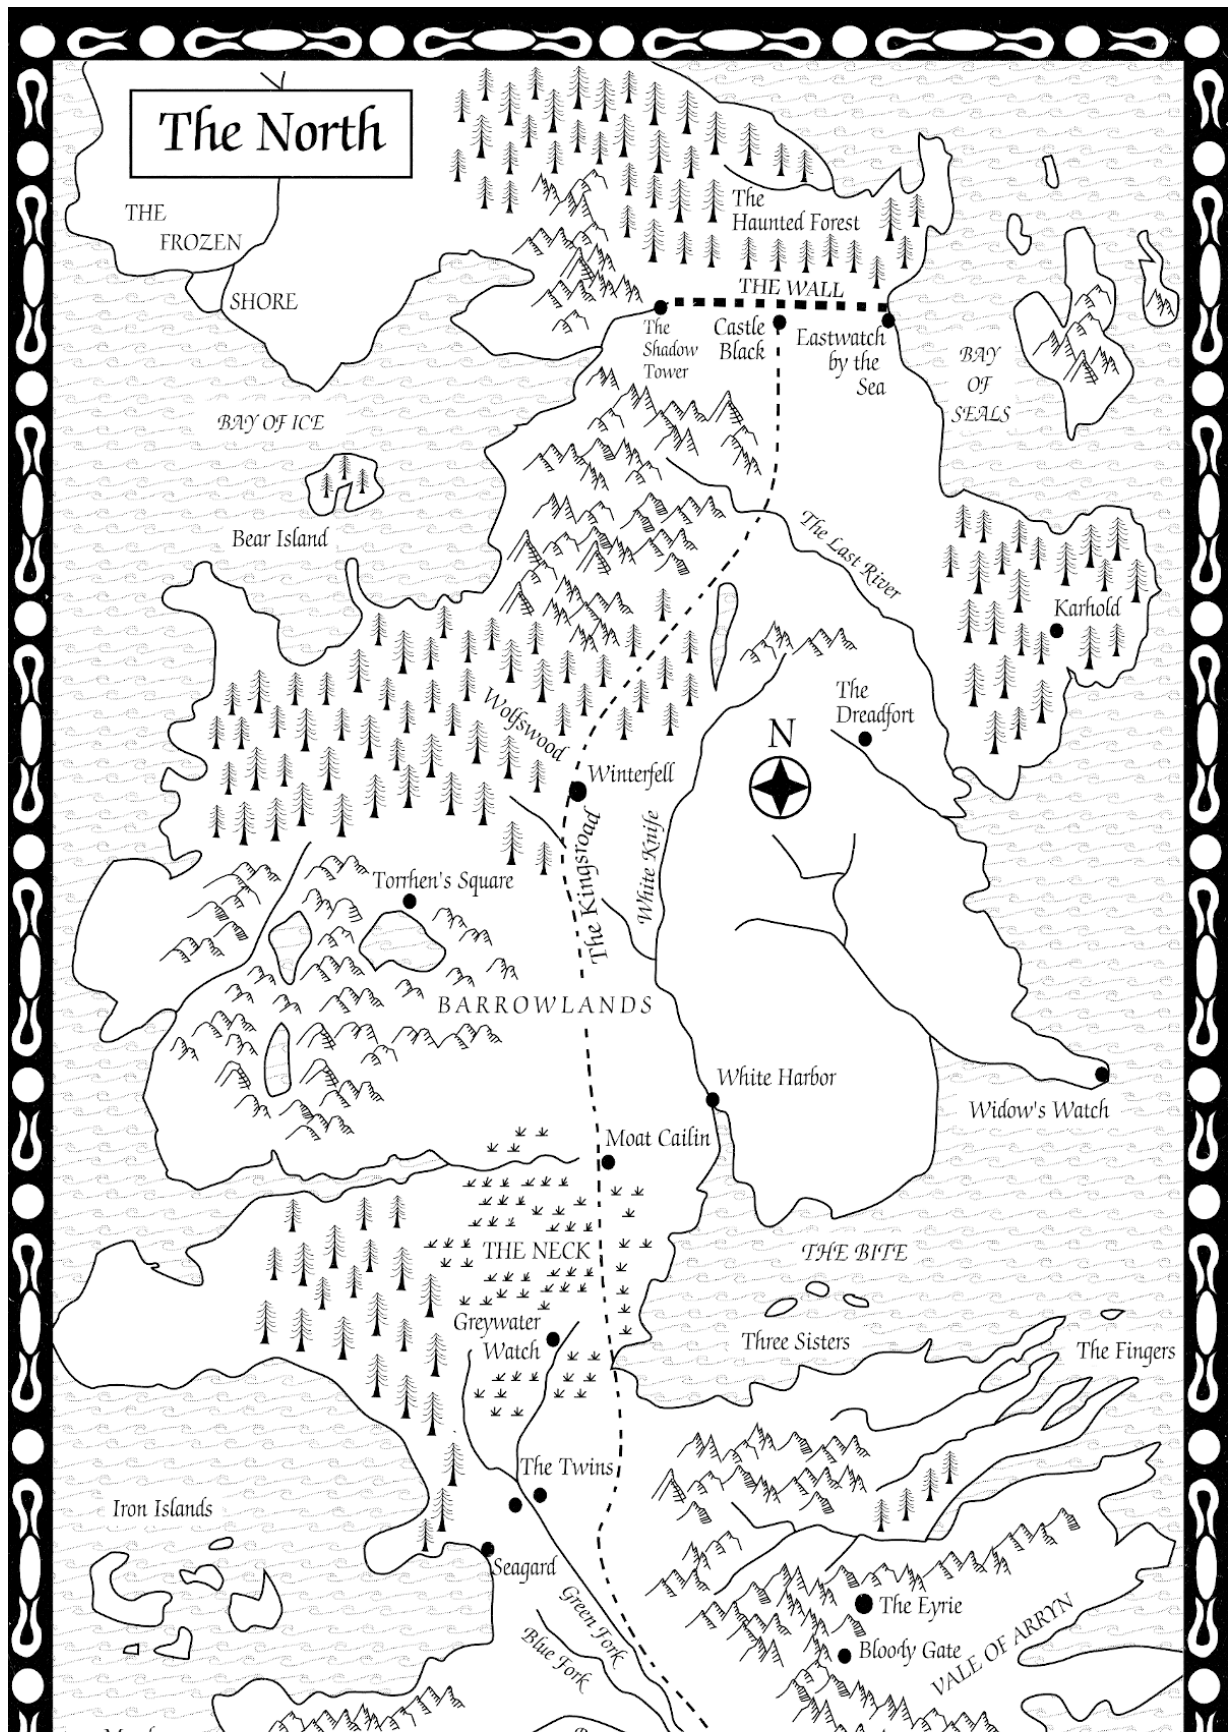 The North
THE
FROZEN
SHORE
The
Haunted Forest
THE WALL
The
Shadow
Tower
Castle
Black
Eastwatch
by the
Sea
BAY
OF
SEALS
BAY OF ICE
Bear Island
The Last River
Karhold
Wolfswood
The
Dreadfort
N
Winterfell
The Kingsroad
White Knife
Torrhen's Square
BARROWLANDS
White Harbor
Widow's Watch
Moat Cailin
THE NECK
THE BITE
Greywater
Watch
Three Sisters
The Fingers
The Twins
Iron Islands
Seagard
Green Fork
Blue Fork
The Eyrie
Bloody Gate
VALE OF ARRYN